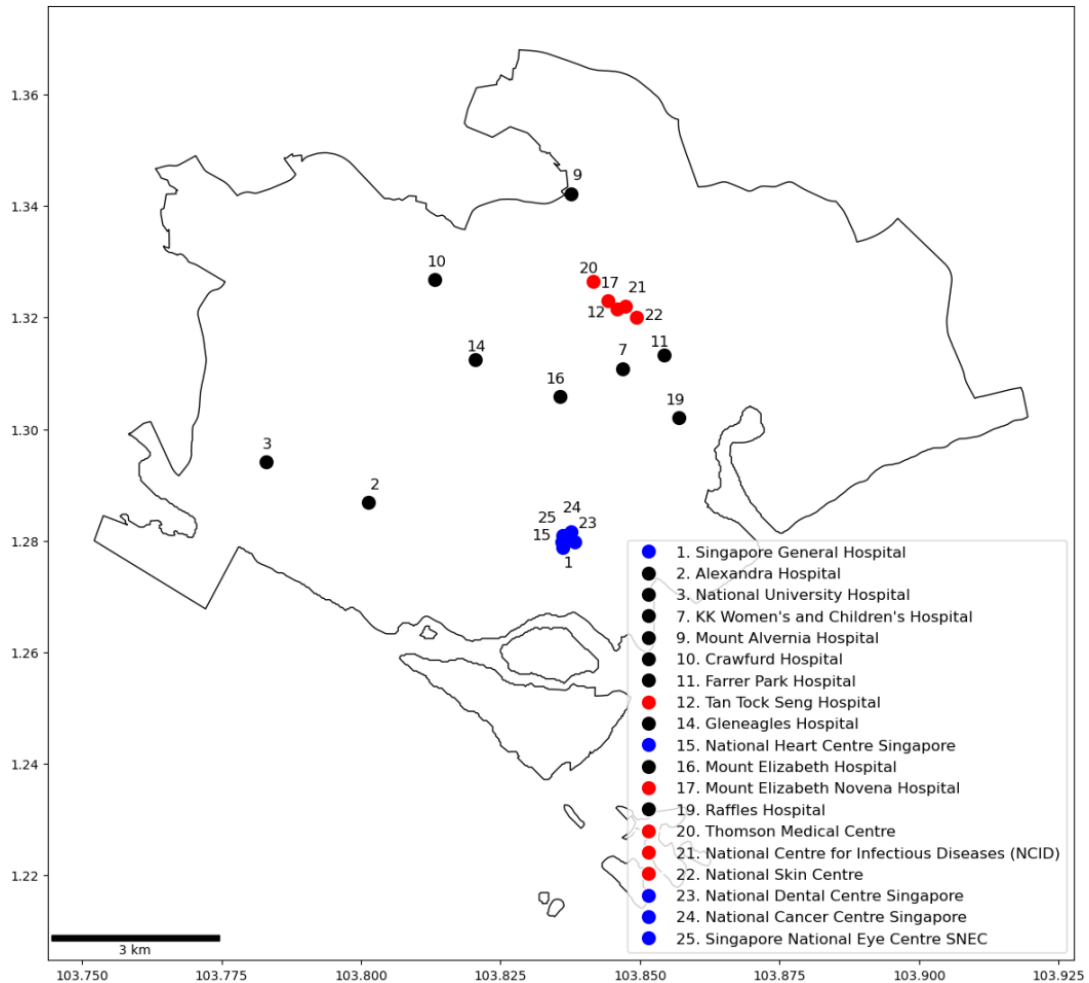 1.36
1.34
1.32
1.30
1.28
1.26
1.24
1.22
9
10
20
17
21
12
22
14
7
11
16
19
3
2
24
25
23
15
1
1. Singapore General Hospital
2. Alexandra Hospital
3. National University Hospital
7. KK Women's and Children's Hospital
9. Mount Alvernia Hospital
10. Crawfurd Hospital
11. Farrer Park Hospital
12. Tan Tock Seng Hospital
14. Gleneagles Hospital
15. National Heart Centre Singapore
16. Mount Elizabeth Hospital
17. Mount Elizabeth Novena Hospital
19. Raffles Hospital
20. Thomson Medical Centre
21. National Centre for Infectious Diseases (NCID)
22. National Skin Centre
23. National Dental Centre Singapore
24. National Cancer Centre Singapore
25. Singapore National Eye Centre SNEC
3 km
103.750 103.775 103.800 103.825 103.850 103.875 103.900 103.925